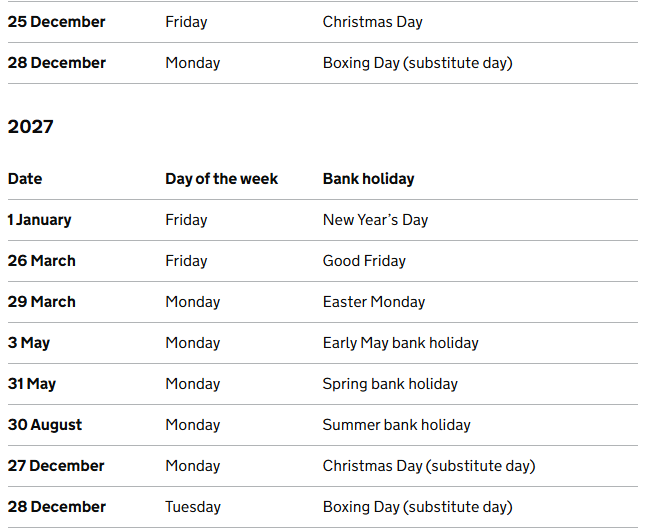 25 December Friday Christmas Day
28 December Monday Boxing Day (substitute day)
2027
Date Day of the week Bank holiday
1 January Friday New Year’s Day
26 March Friday Good Friday
29 March Monday Easter Monday
3 May Monday Early May bank holiday
31 May Monday Spring bank holiday
30 August Monday Summer bank holiday
27 December Monday Christmas Day (substitute day)
28 December Tuesday Boxing Day (substitute day)